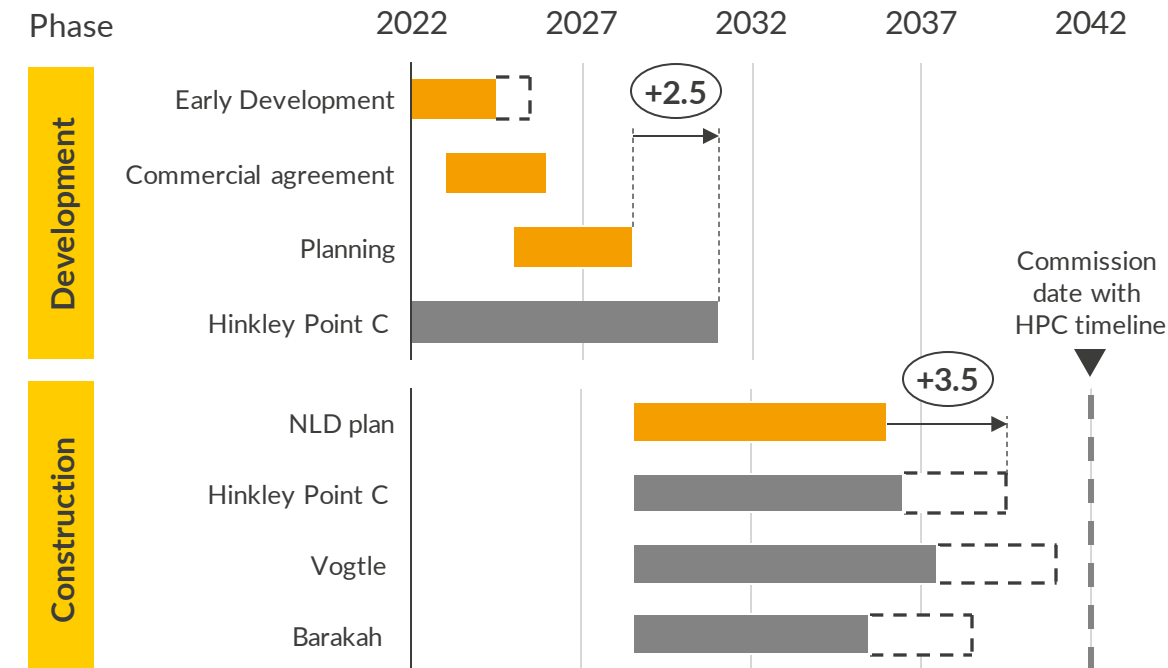 Phase
2022 2027 2032 2037 2042
Development
Early Development
+2.5
Commercial agreement
Planning
Hinkley Point C
Commission
date with
HPC timeline
Construction
+3.5
NLD plan
Hinkley Point C
Vogtle
Barakah